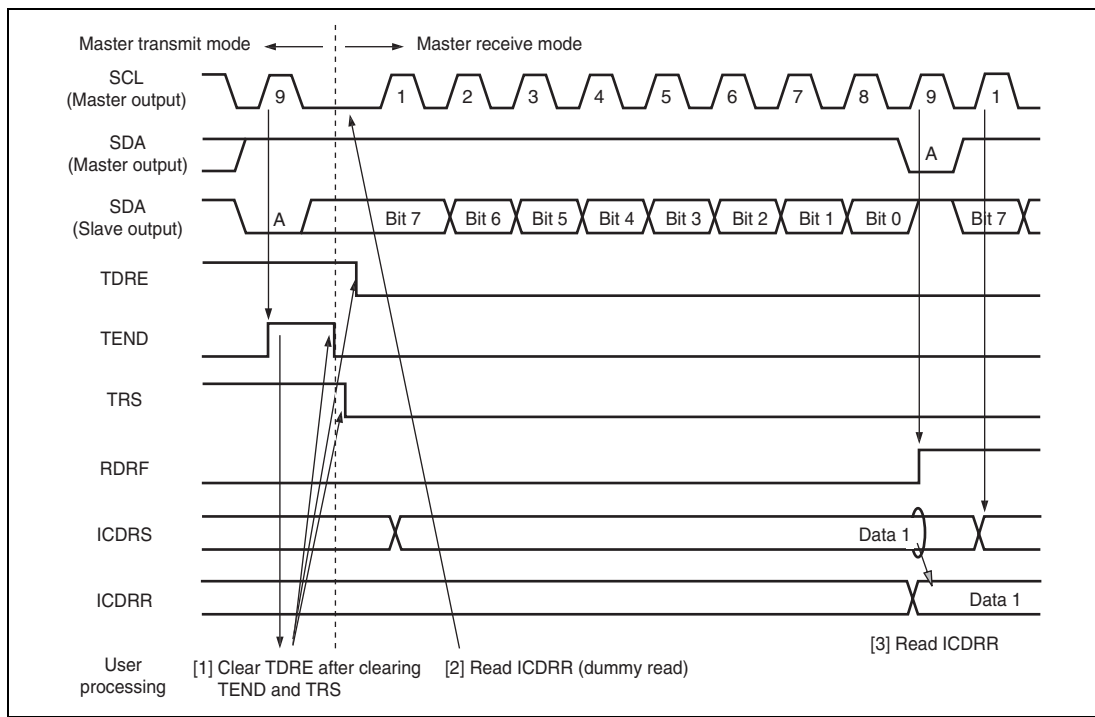 Master transmit mode
Master receive mode
SCL
(Master output)
9
1
2
3
4
5
6
7
8
9
1
SDA
(Master output)
A
SDA
(Slave output)
A
Bit 7
Bit 6
Bit 5
Bit 4
Bit 3
Bit 2
Bit 1
Bit 0
Bit 7
TDRE
TEND
TRS
RDRF
ICDRS
Data 1
ICDRR
Data 1
User
processing
[1] Clear TDRE after clearing
TEND and TRS
[2] Read ICDRR (dummy read)
[3] Read ICDRR